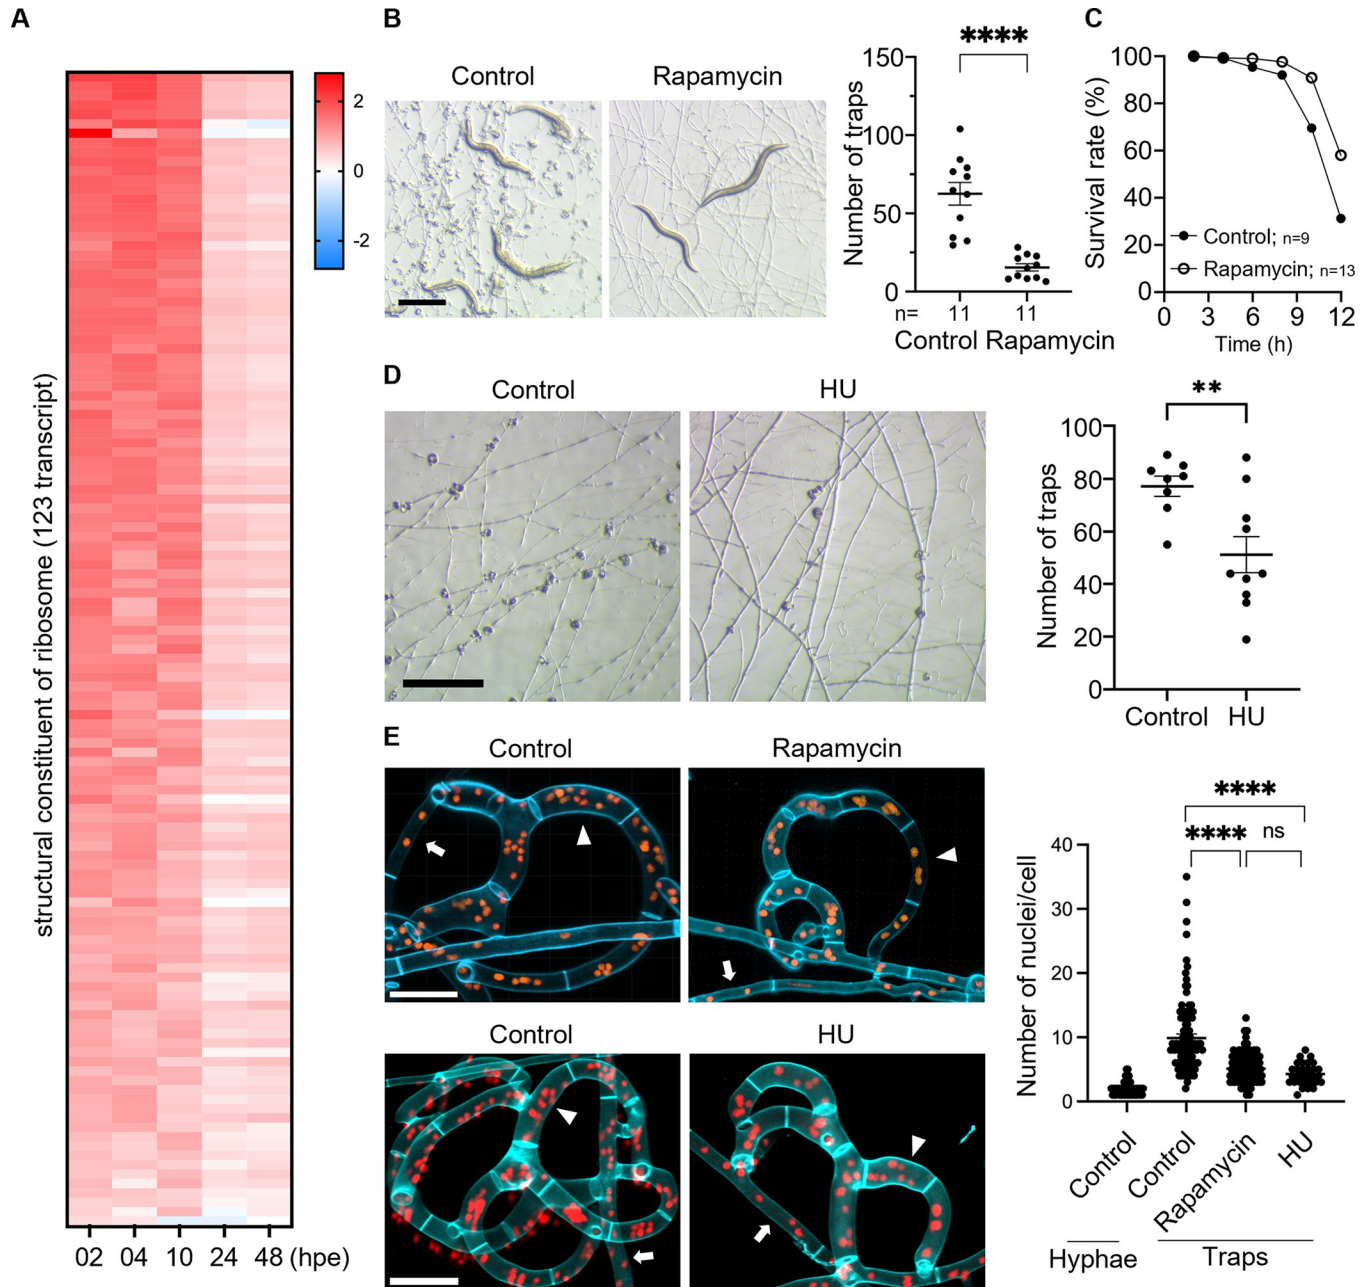 A
structural constituent of ribosome (123 transcript)
2
0
-2
02 04 10 24 48 (hpe)
B
Control Rapamycin
Number of traps
150
100
50
0
****
n= 11 11
Control Rapamycin
C
Survival rate (%)
100
80
60
40
20
0
Control; n=9
Rapamycin; n=13
0 3 6 9 12
Time (h)
D
Control HU
Number of traps
100
80
60
40
20
0
**
Control HU
E
Control Rapamycin
Control HU
Number of nuclei/cell
40
30
20
10
0
****
**** ns
Control Control Rapamycin HU
Hyphae Traps